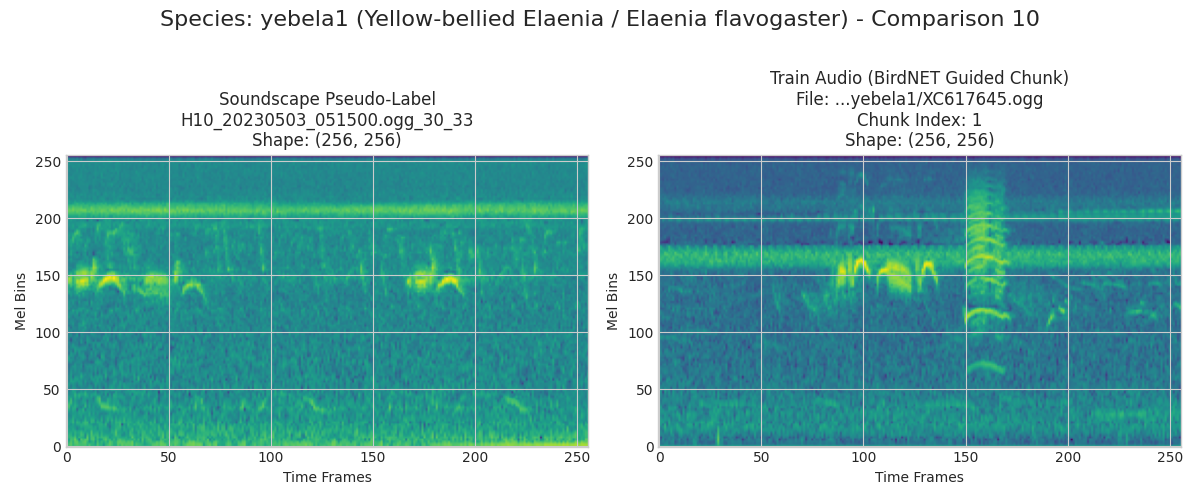 Species: yebela1 (Yellow-bellied Elaenia / Elaenia flavogaster) - Comparison 10
Soundscape Pseudo-Label
H10_20230503_051500.ogg_30_33
Shape: (256, 256)
250
200
150
100
50
0
Mel Bins
0 50 100 150 200 250
Time Frames
Train Audio (BirdNET Guided Chunk)
File: ...yebela1/XC617645.ogg
Chunk Index: 1
Shape: (256, 256)
250
200
150
100
50
0
Mel Bins
0 50 100 150 200 250
Time Frames